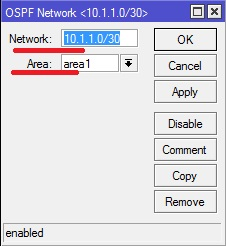 OSPF Network <10.1.1.0/30>
Network: 10.1.1.0/30
OK
Area: area1
Cancel
Apply
Disable
Comment
Copy
Remove
enabled